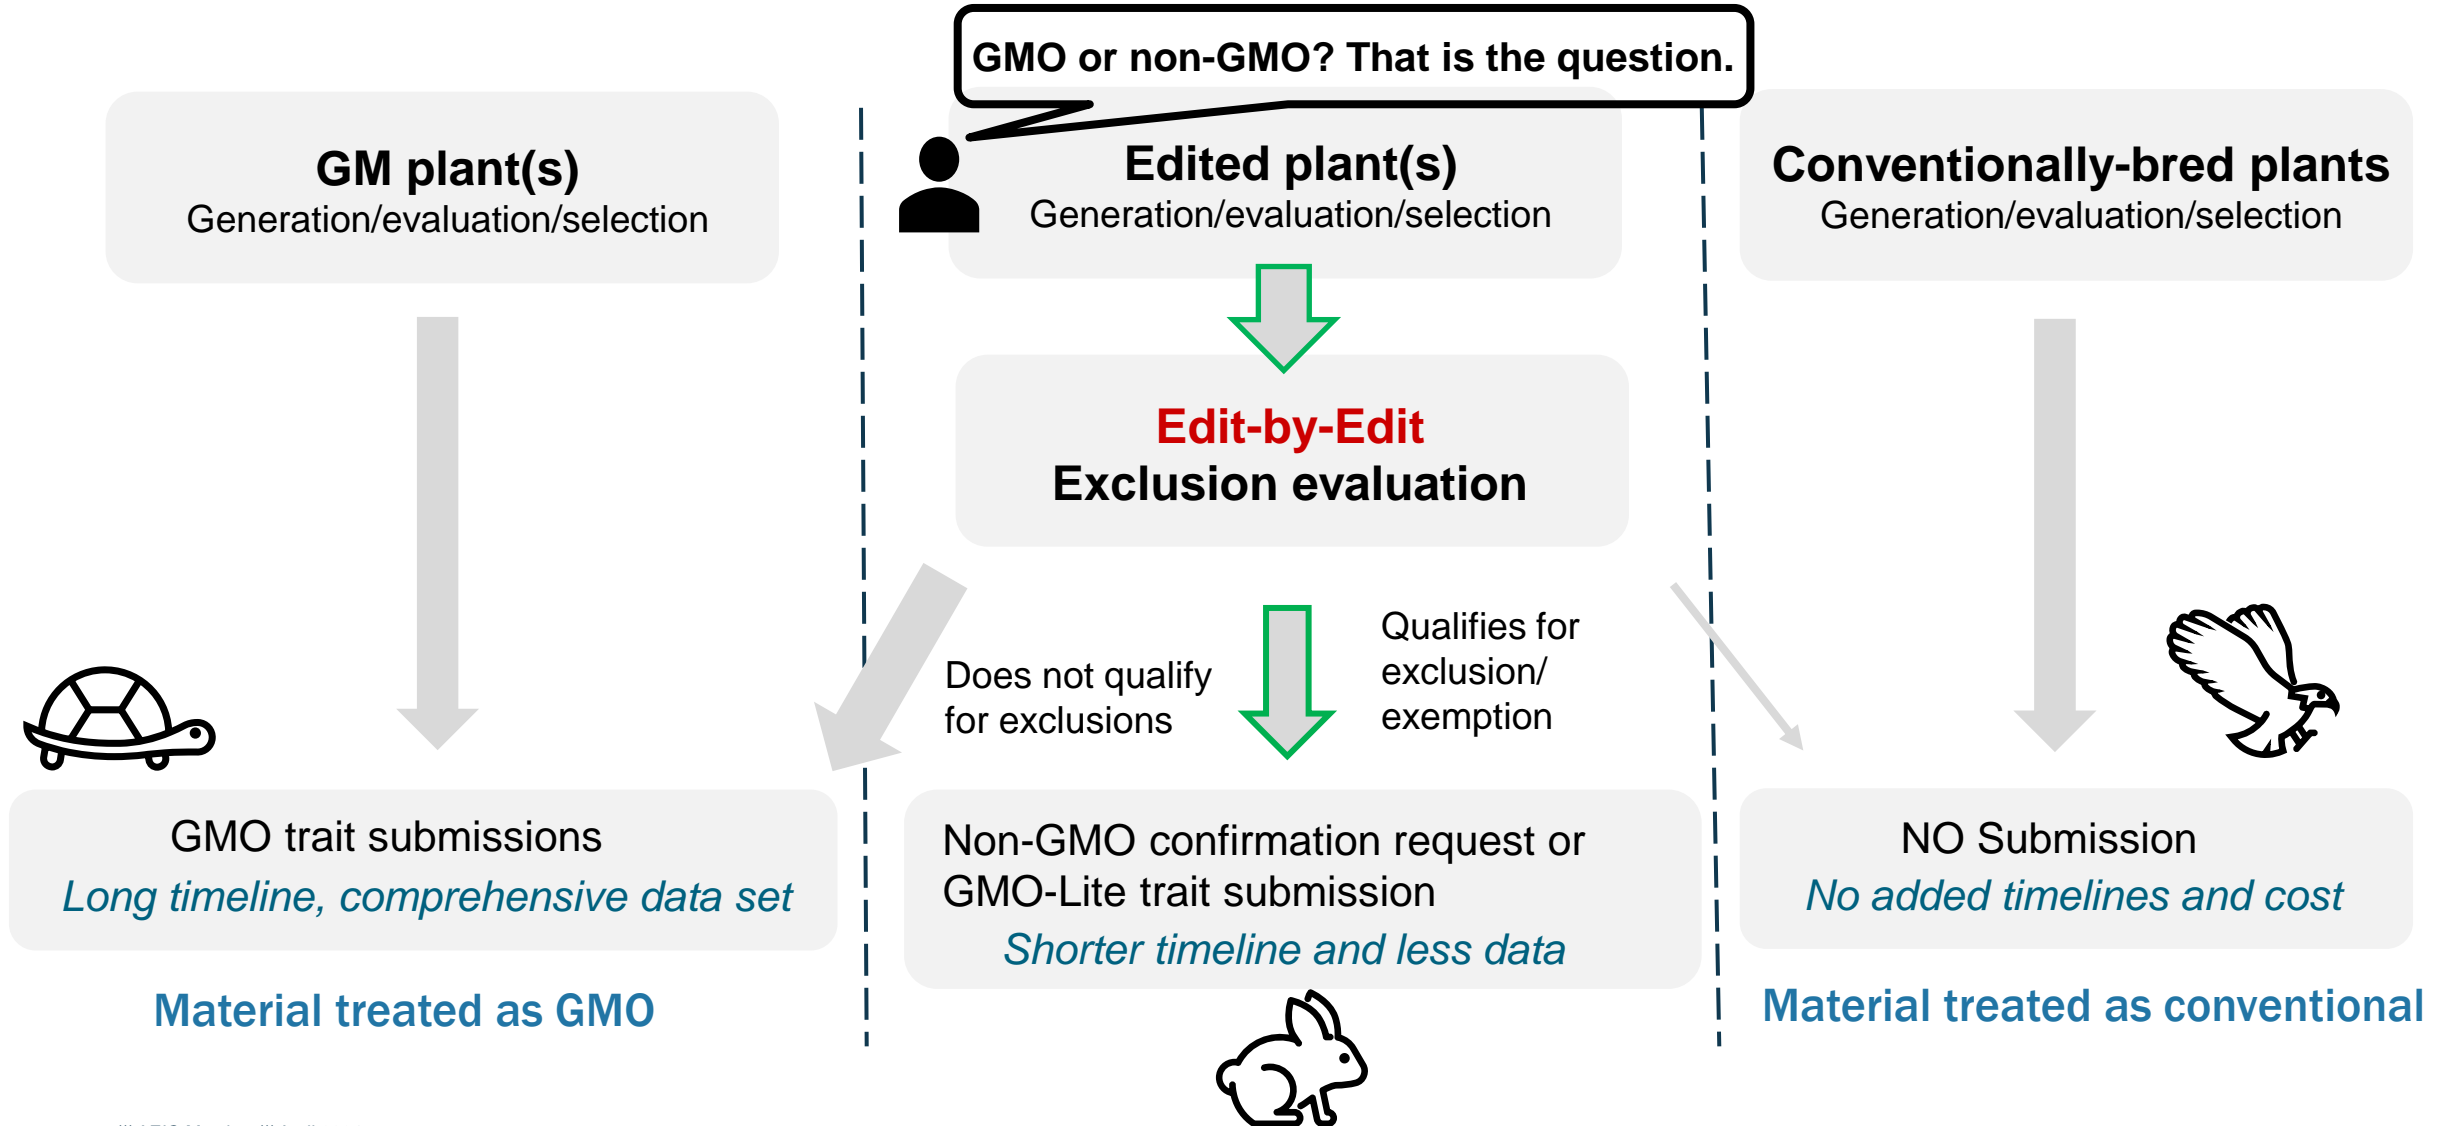 GMO or non-GMO? That is the question.
GM plant(s)
Generation/evaluation/selection
Edited plant(s)
Generation/evaluation/selection
Conventionally-bred plants
Generation/evaluation/selection
Edit-by-Edit
Exclusion evaluation
Does not qualify
for exclusions
Qualifies for
exclusion/
exemption
GMO trait submissions
Long timeline, comprehensive data set
Non-GMO confirmation request or
GMO-Lite trait submission
Shorter timeline and less data
NO Submission
No added timelines and cost
Material treated as GMO
Material treated as conventional